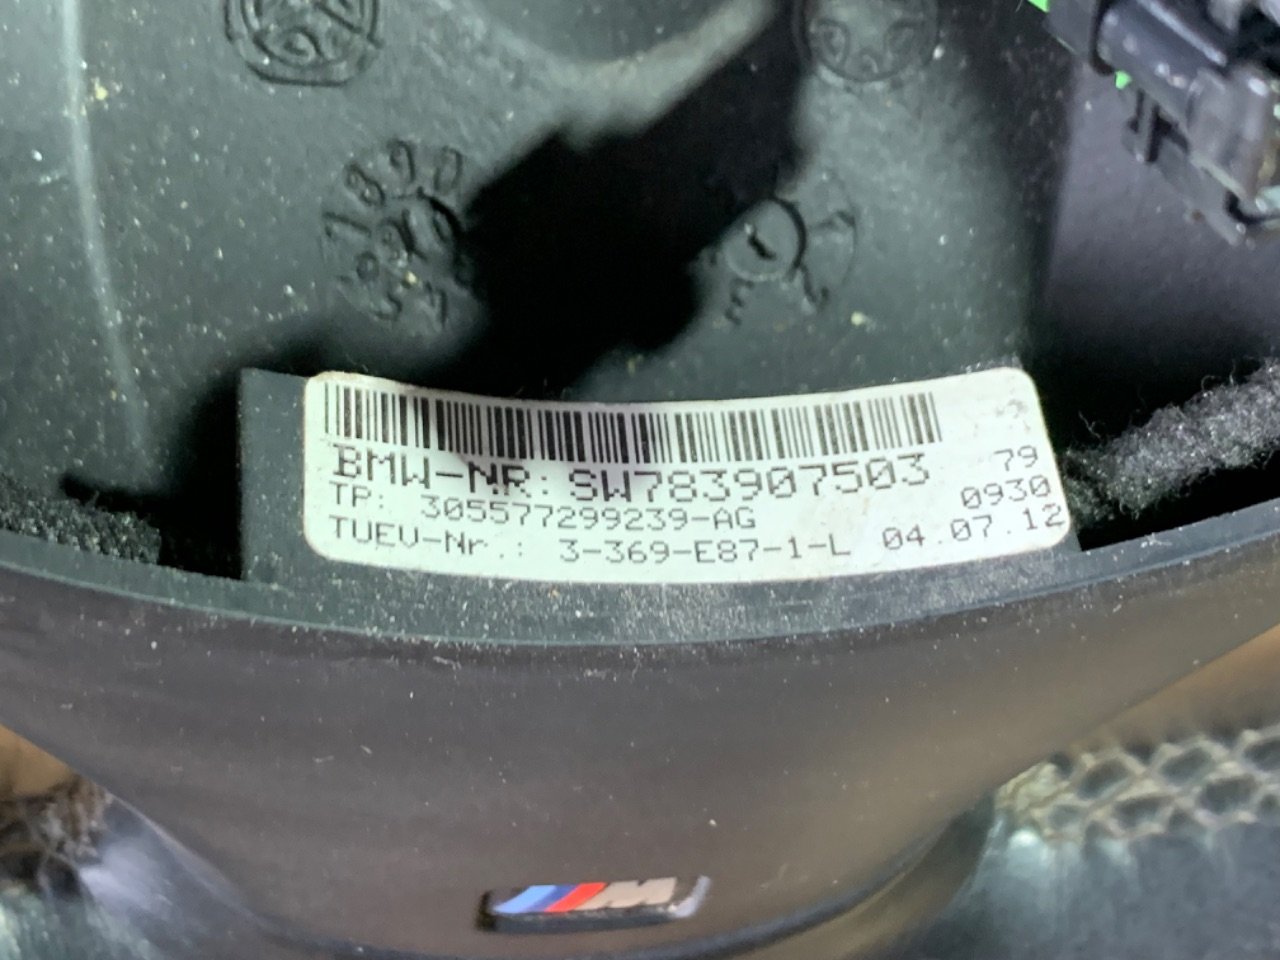 BMW-NR: SW783907503 79
TP: 305577299239-AG 0930
TUEV-Nr.: 3-369-E87-1-L 04.07.12
M